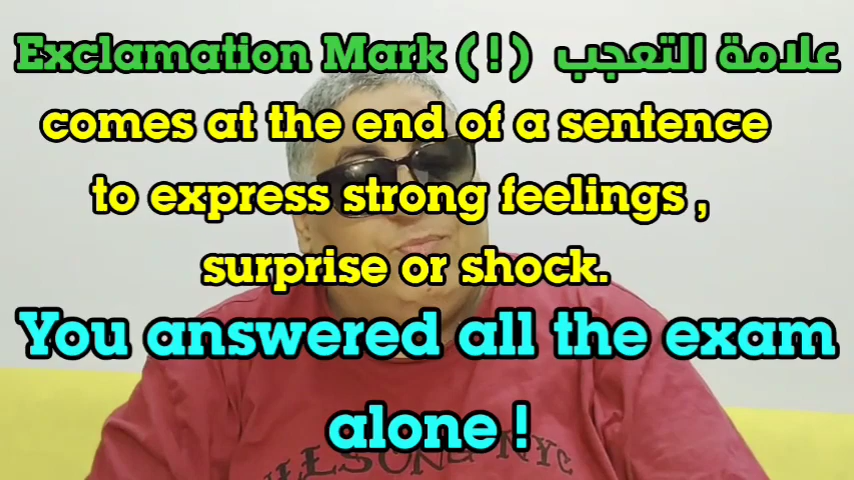 Exclamation Mark ( ! ) علامة التعجب
comes at the end of a sentence
to express strong feelings ,
surprise or shock.
You answered all the exam
alone !
NYC